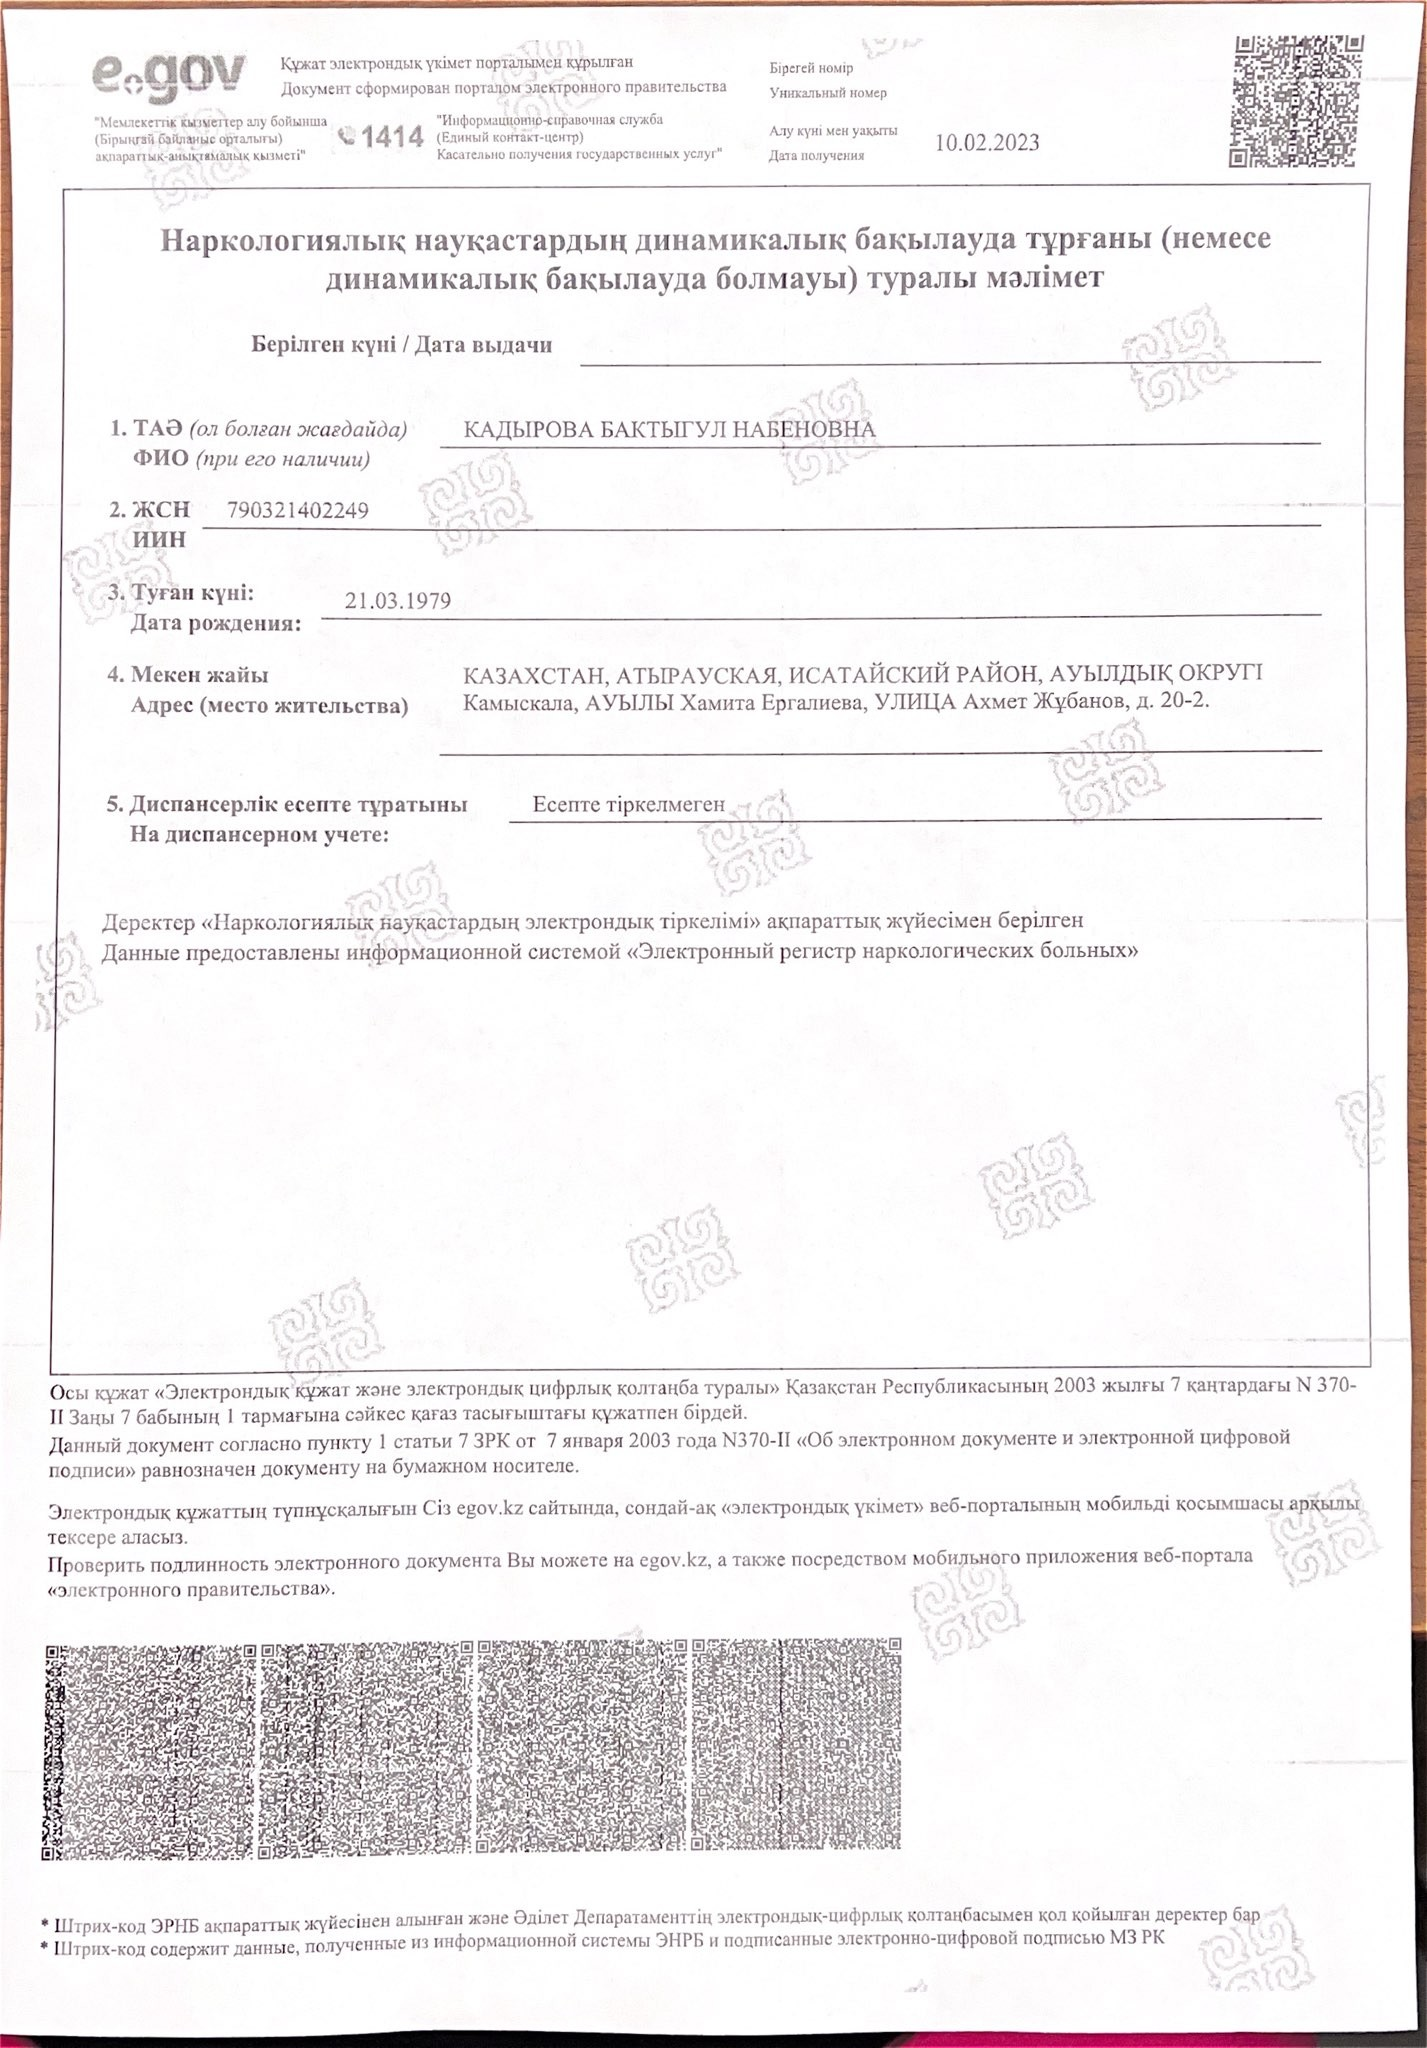 e.gov
Құжат электрондық үкімет порталымен құрылған
Документ сформирован порталом электронного правительства
"Мемлекеттік қызметтер алу бойынша
(Бірыңғай байланыс орталығы)
ақпараттық-анықтамалық қызметі"
1414
"Информационно-справочная служба
(Единый контакт-центр)
Касательно получения государственных услуг"
Бірегей нөмір
Уникальный номер
Алу күні мен уақыты
Дата получения
10.02.2023
Наркологиялық науқастардың динамикалық бақылауда тұрғаны (немесе
динамикалық бақылауда болмауы) туралы мәлімет
Берілген күні / Дата выдачи
1. ТАӘ (ол болған жағдайда) КАДЫРОВА БАКТЫГУЛ НАБЕНОВНА
ФИО (при его наличии)
2. ЖСН 790321402249
ИИН
3. Туған күні: 21.03.1979
Дата рождения:
4. Мекен жайы КАЗАХСТАН, АТЫРАУСКАЯ, ИСАТАЙСКИЙ РАЙОН, АУЫЛДЫҚ ОКРУГІ
Адрес (место жительства) Камыскала, АУЫЛЫ Хамита Ергалиева, УЛИЦА Ахмет Жұбанов, д. 20-2.
5. Диспансерлік есепте тұратыны Есепте тіркелмеген
На диспансерном учете:
Деректер «Наркологиялық науқастардың электрондық тіркелімі» ақпараттық жүйесімен берілген
Данные предоставлены информационной системой «Электронный регистр наркологических больных»
Осы құжат «Электрондық құжат және электрондық цифрлық қолтаңба туралы» Қазақстан Республикасының 2003 жылғы 7 қаңтардағы N 370-
II Заңы 7 бабының 1 тармағына сәйкес қағаз тасығыштағы құжатпен бірдей.
Данный документ согласно пункту 1 статьи 7 ЗРК от 7 января 2003 года N370-II «Об электронном документе и электронной цифровой
подписи» равнозначен документу на бумажном носителе.
Электрондық құжаттың түпнұсқалығын Сіз egov.kz сайтында, сондай-ақ «электрондық үкімет» веб-порталының мобильді қосымшасы арқылы
тексере аласыз.
Проверить подлинность электронного документа Вы можете на egov.kz, а также посредством мобильного приложения веб-портала
«электронного правительства».
* Штрих-код ЭРНБ ақпараттық жүйесінен алынған және Әділет Депаратаменттің электрондық-цифрлық қолтаңбасымен қол қойылған деректер бар
* Штрих-код содержит данные, полученные из информационной системы ЭНРБ и подписанные электронно-цифровой подписью МЗ РК